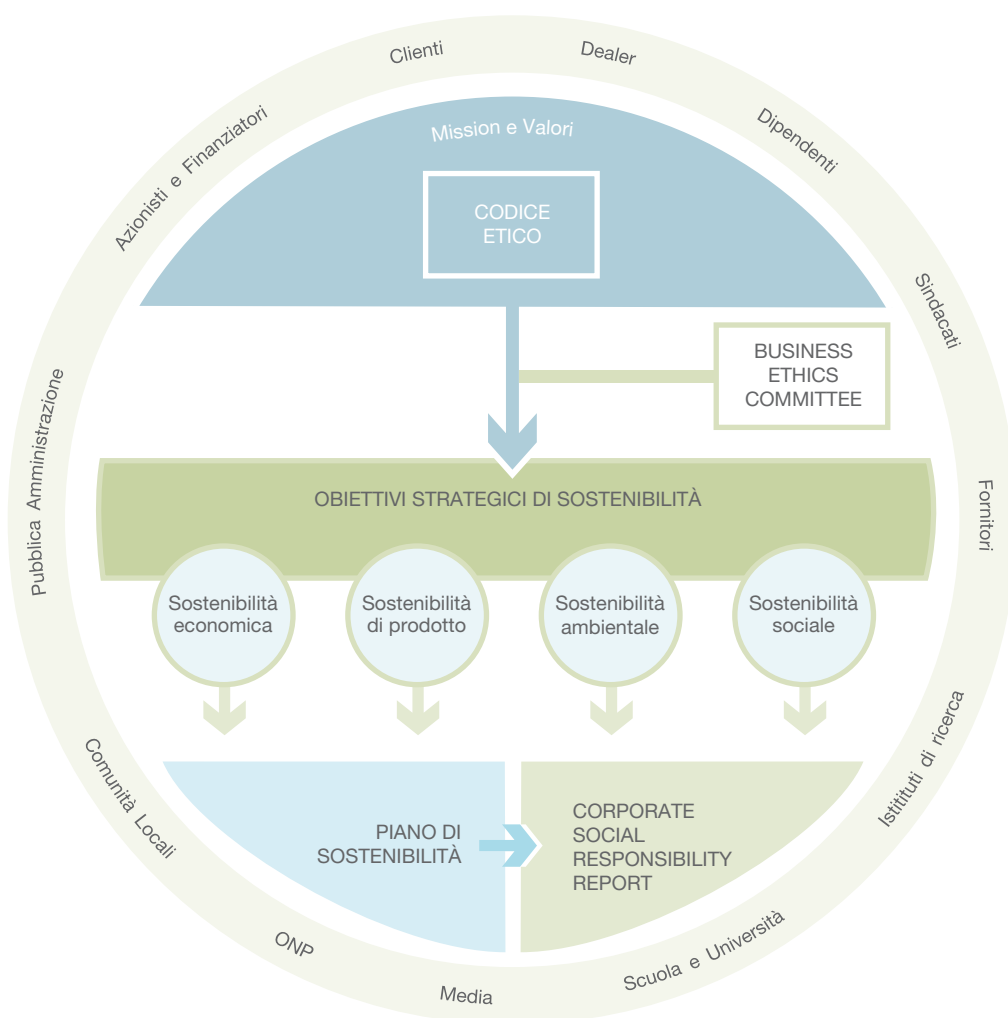 Clienti
Dealer
Dipendenti
Sindacati
Fornitori
Istitituti di ricerca
Scuola e Università
Media
ONP
Comunità Locali
Pubblica Amministrazione
Azionisti e Finanziatori
Mission e Valori
CODICE
ETICO
BUSINESS
ETHICS
COMMITTEE
OBIETTIVI STRATEGICI DI SOSTENIBILITÀ
Sostenibilità
economica
Sostenibilità
di prodotto
Sostenibilità
ambientale
Sostenibilità
sociale
PIANO DI
SOSTENIBILITÀ
CORPORATE
SOCIAL
RESPONSIBILITY
REPORT